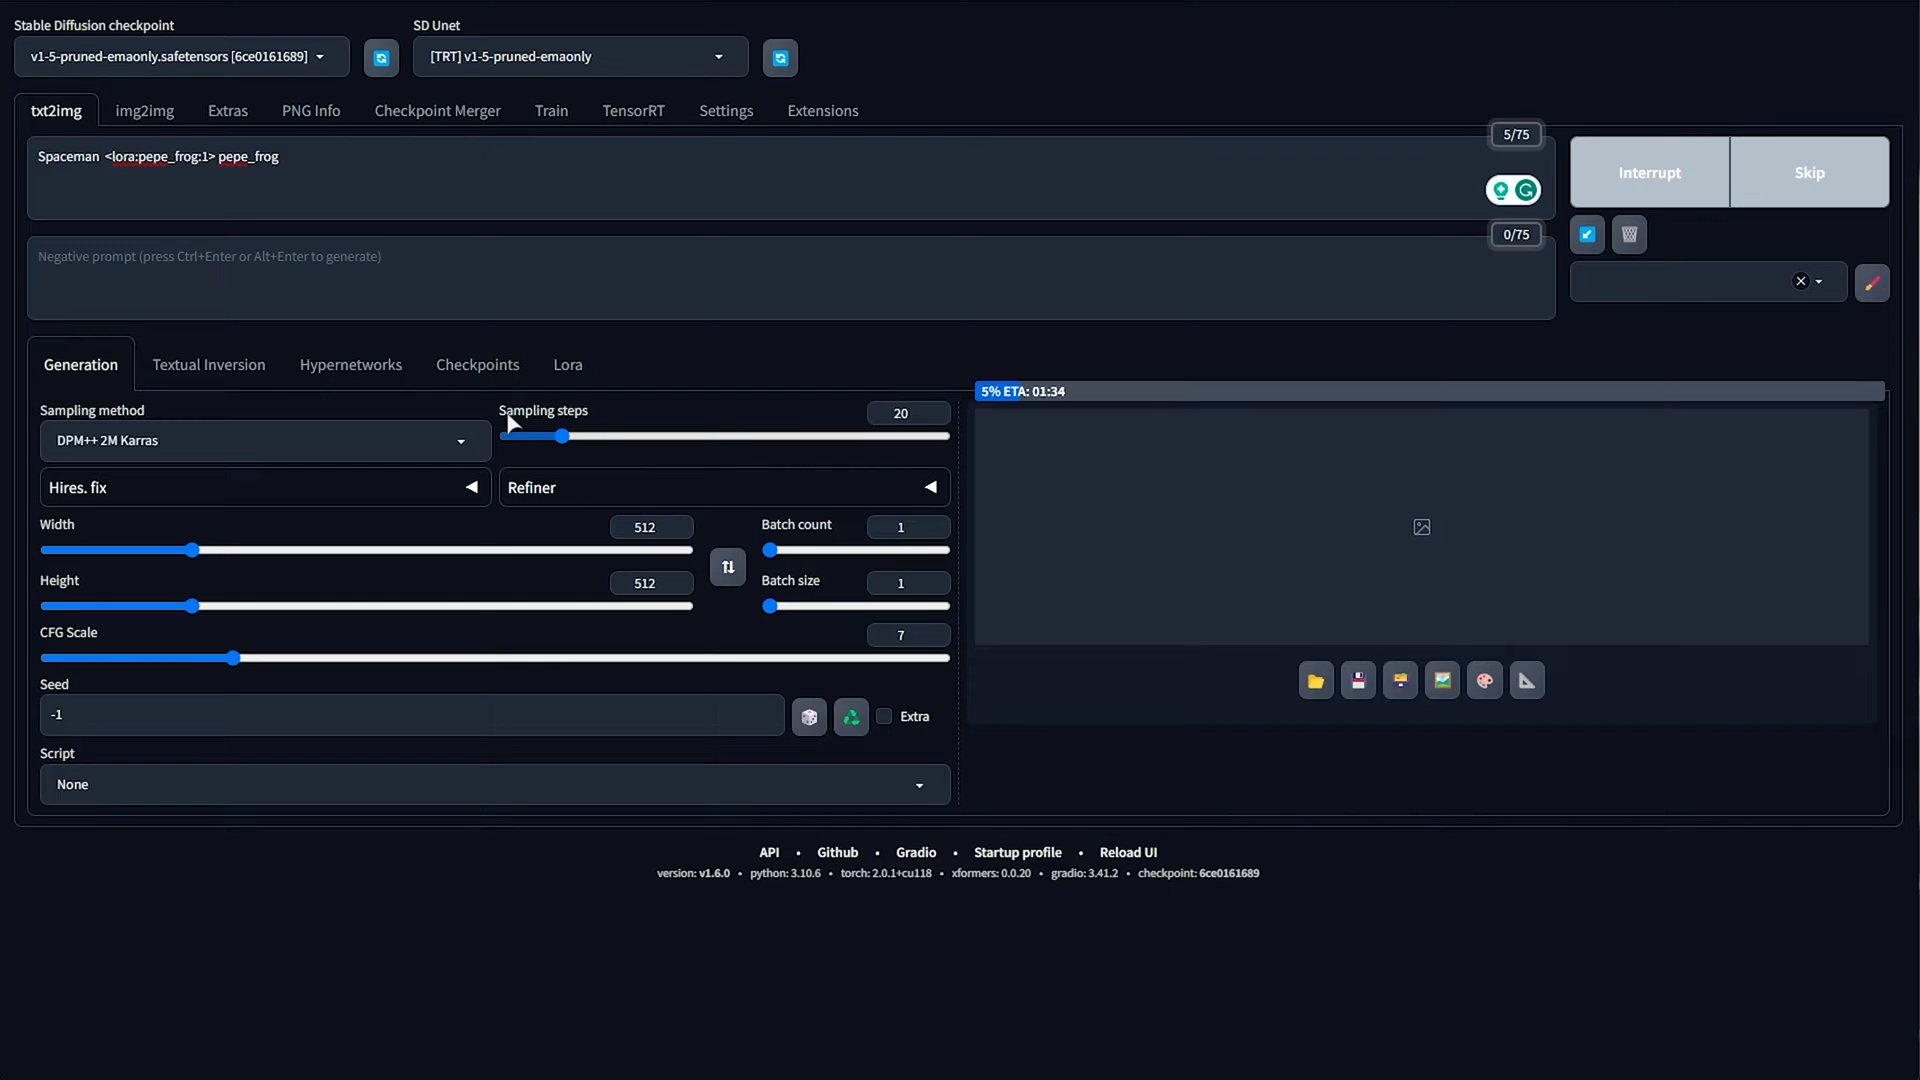 Stable Diffusion checkpoint
SD Unet
v1-5-pruned-emaonly.safetensors [6ce0161689]
[TRT] v1-5-pruned-emaonly
txt2img
img2img
Extras
PNG Info
Checkpoint Merger
Train
TensorRT
Settings
Extensions
5/75
Spaceman <lora:pepe_frog:1> pepe_frog
Interrupt
Skip
0/75
Negative prompt (press Ctrl+Enter or Alt+Enter to generate)
Generation
Textual Inversion
Hypernetworks
Checkpoints
Lora
5% ETA: 01:34
Sampling method
Sampling steps
20
DPM++ 2M Karras
Hires. fix
Refiner
Width
512
Batch count
1
Height
512
Batch size
1
CFG Scale
7
Seed
-1
Extra
Script
None
API • Github • Gradio • Startup profile • Reload UI
version: v1.6.0 • python: 3.10.6 • torch: 2.0.1+cu118 • xformers: 0.0.20 • gradio: 3.41.2 • checkpoint: 6ce0161689